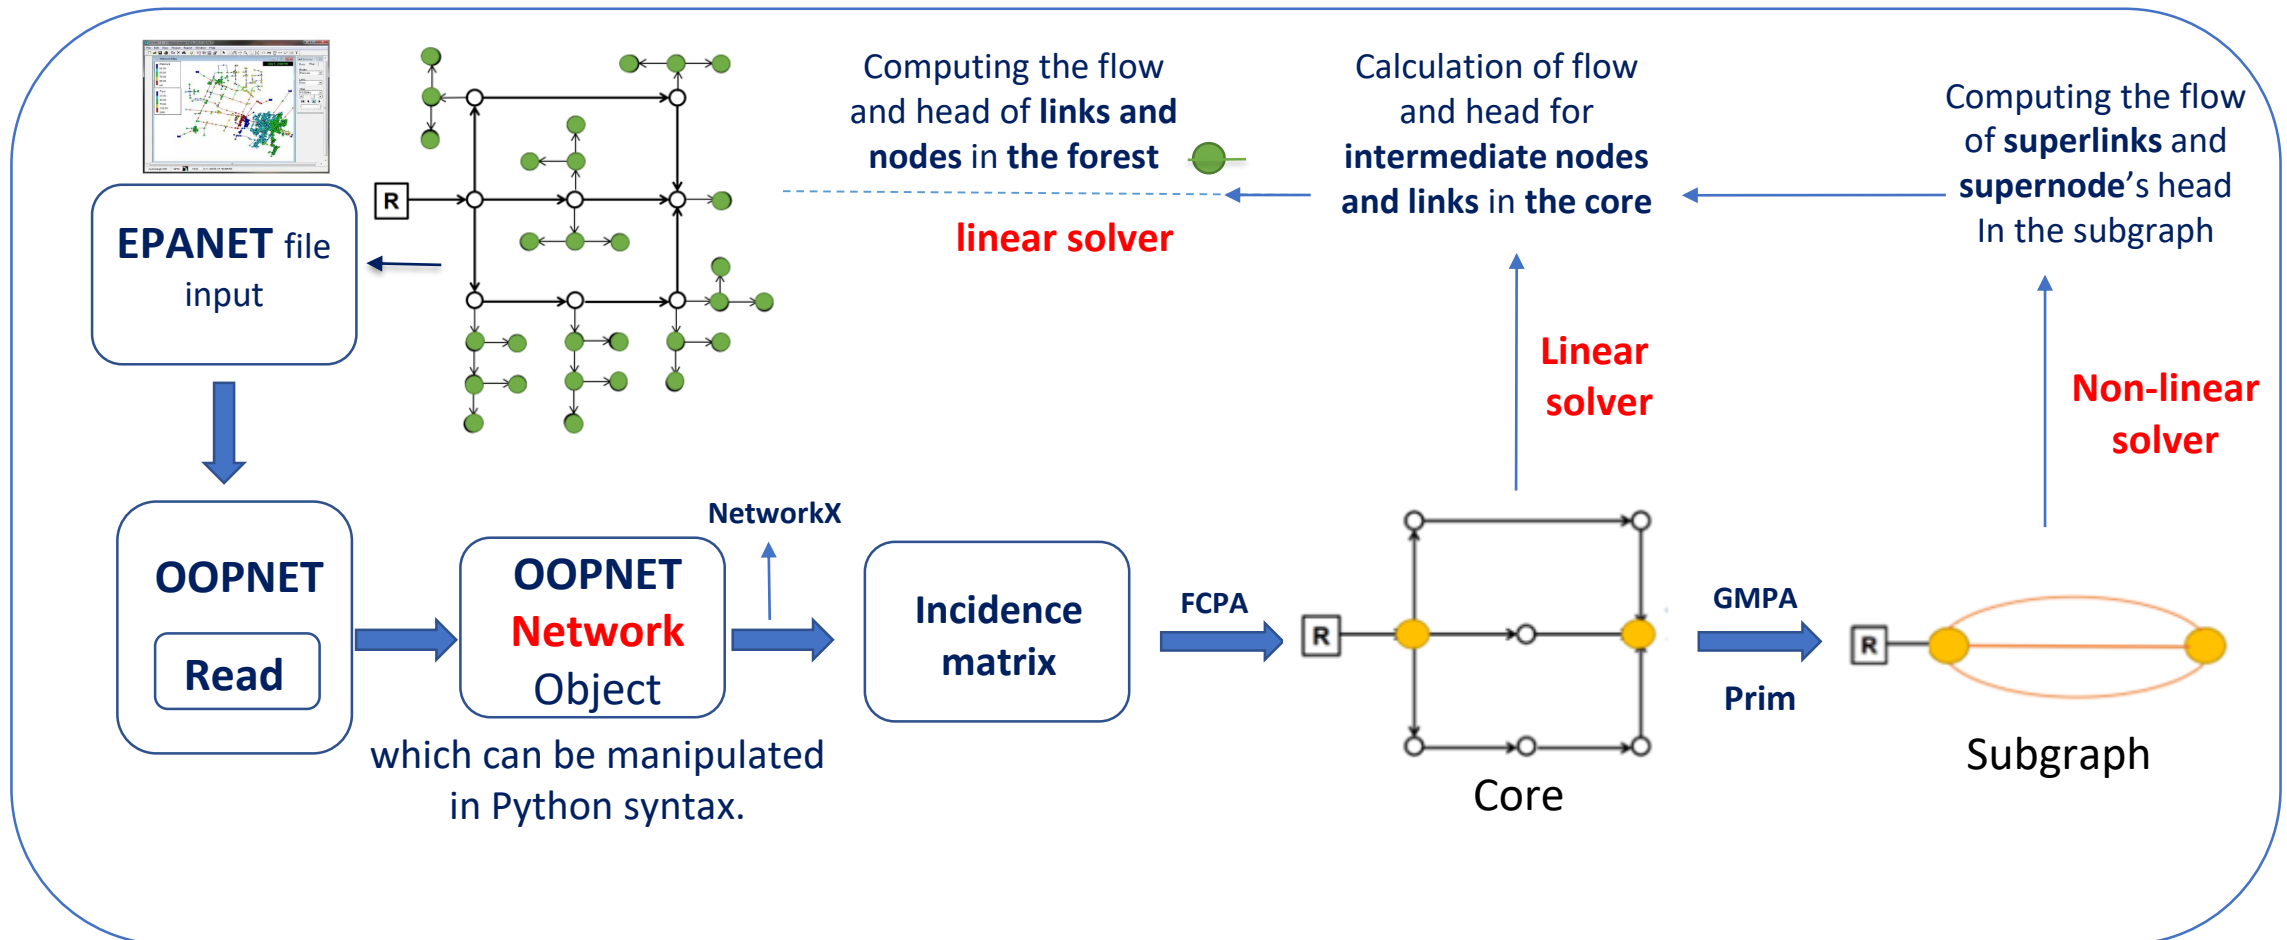 Computing the flow
and head of links and
nodes in the forest
linear solver
Calculation of flow
and head for
intermediate nodes
and links in the core
Computing the flow
of superlinks and
supernode's head
In the subgraph
R
EPANET file
input
Linear
solver
Non-linear
solver
OOPNET
Read
OOPNET
Network
Object
which can be manipulated
in Python syntax.
NetworkX
Incidence
matrix
FCPA
R
Core
GMPA
Prim
R
Subgraph